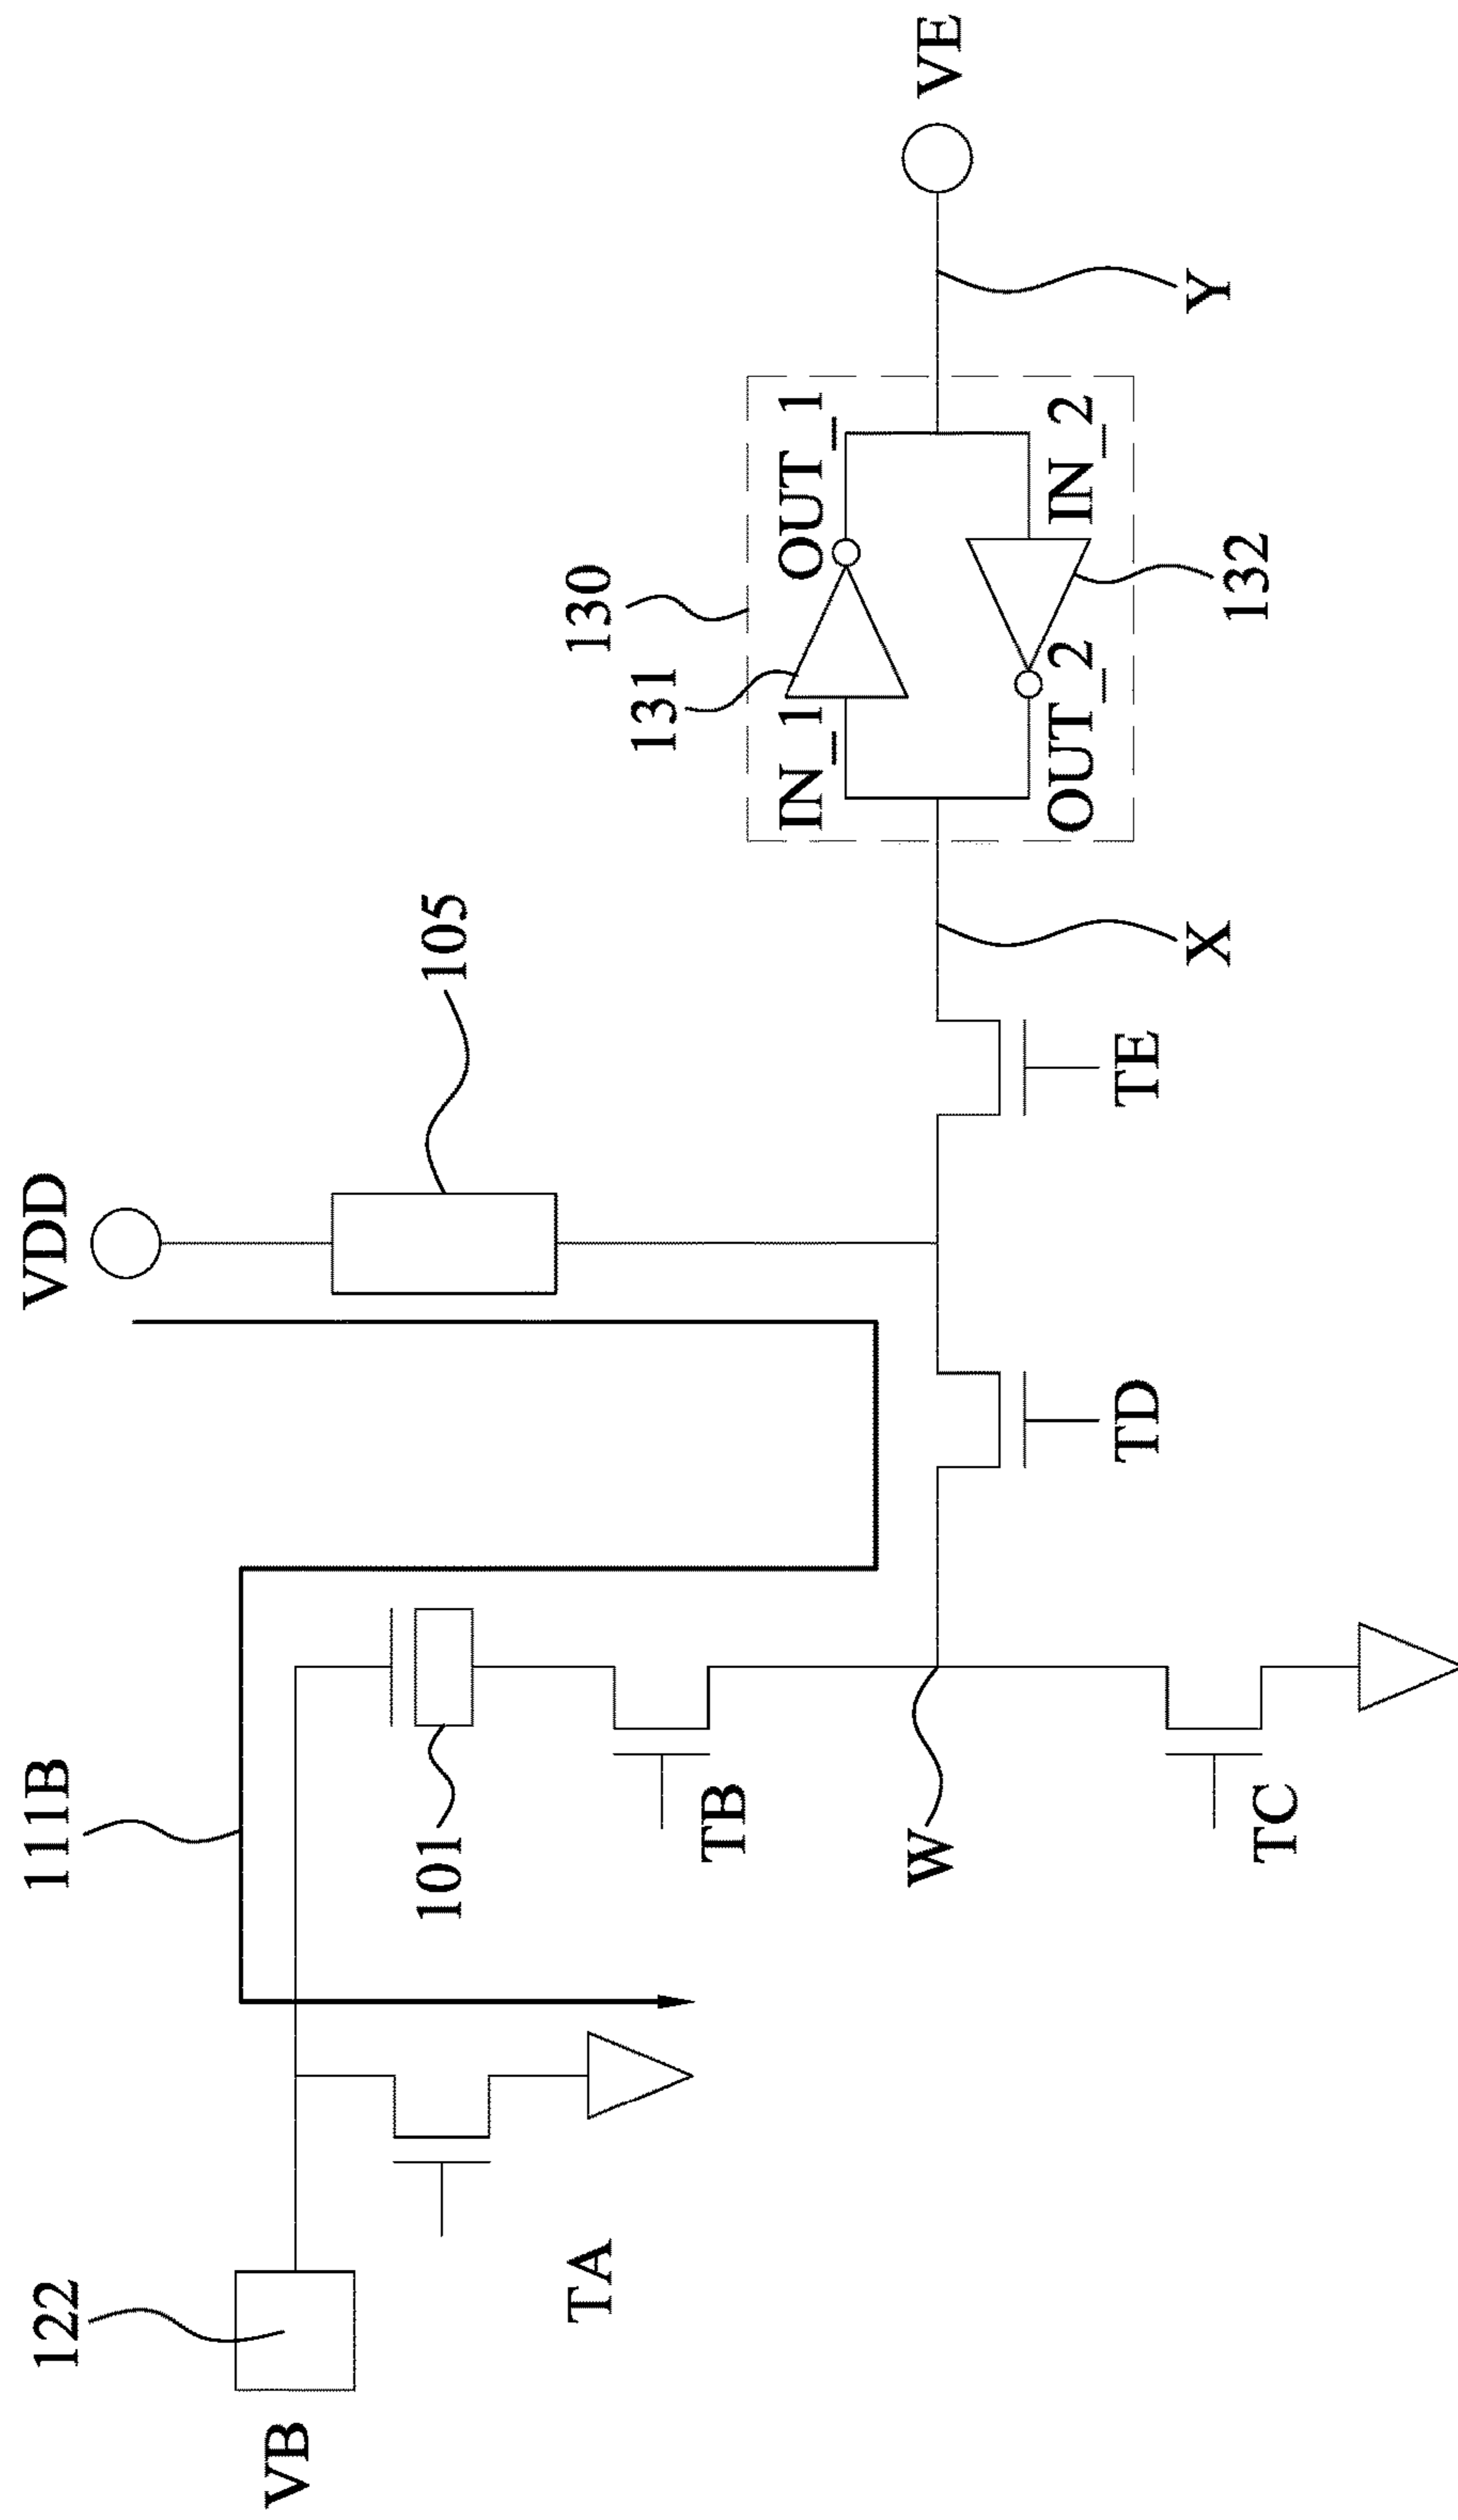 122
VB
TA
111B
101
TB
W
TC
VDD
105
TD
TE
X
130
131
IN_1
OUT_1
OUT_2
IN_2
132
Y
VE